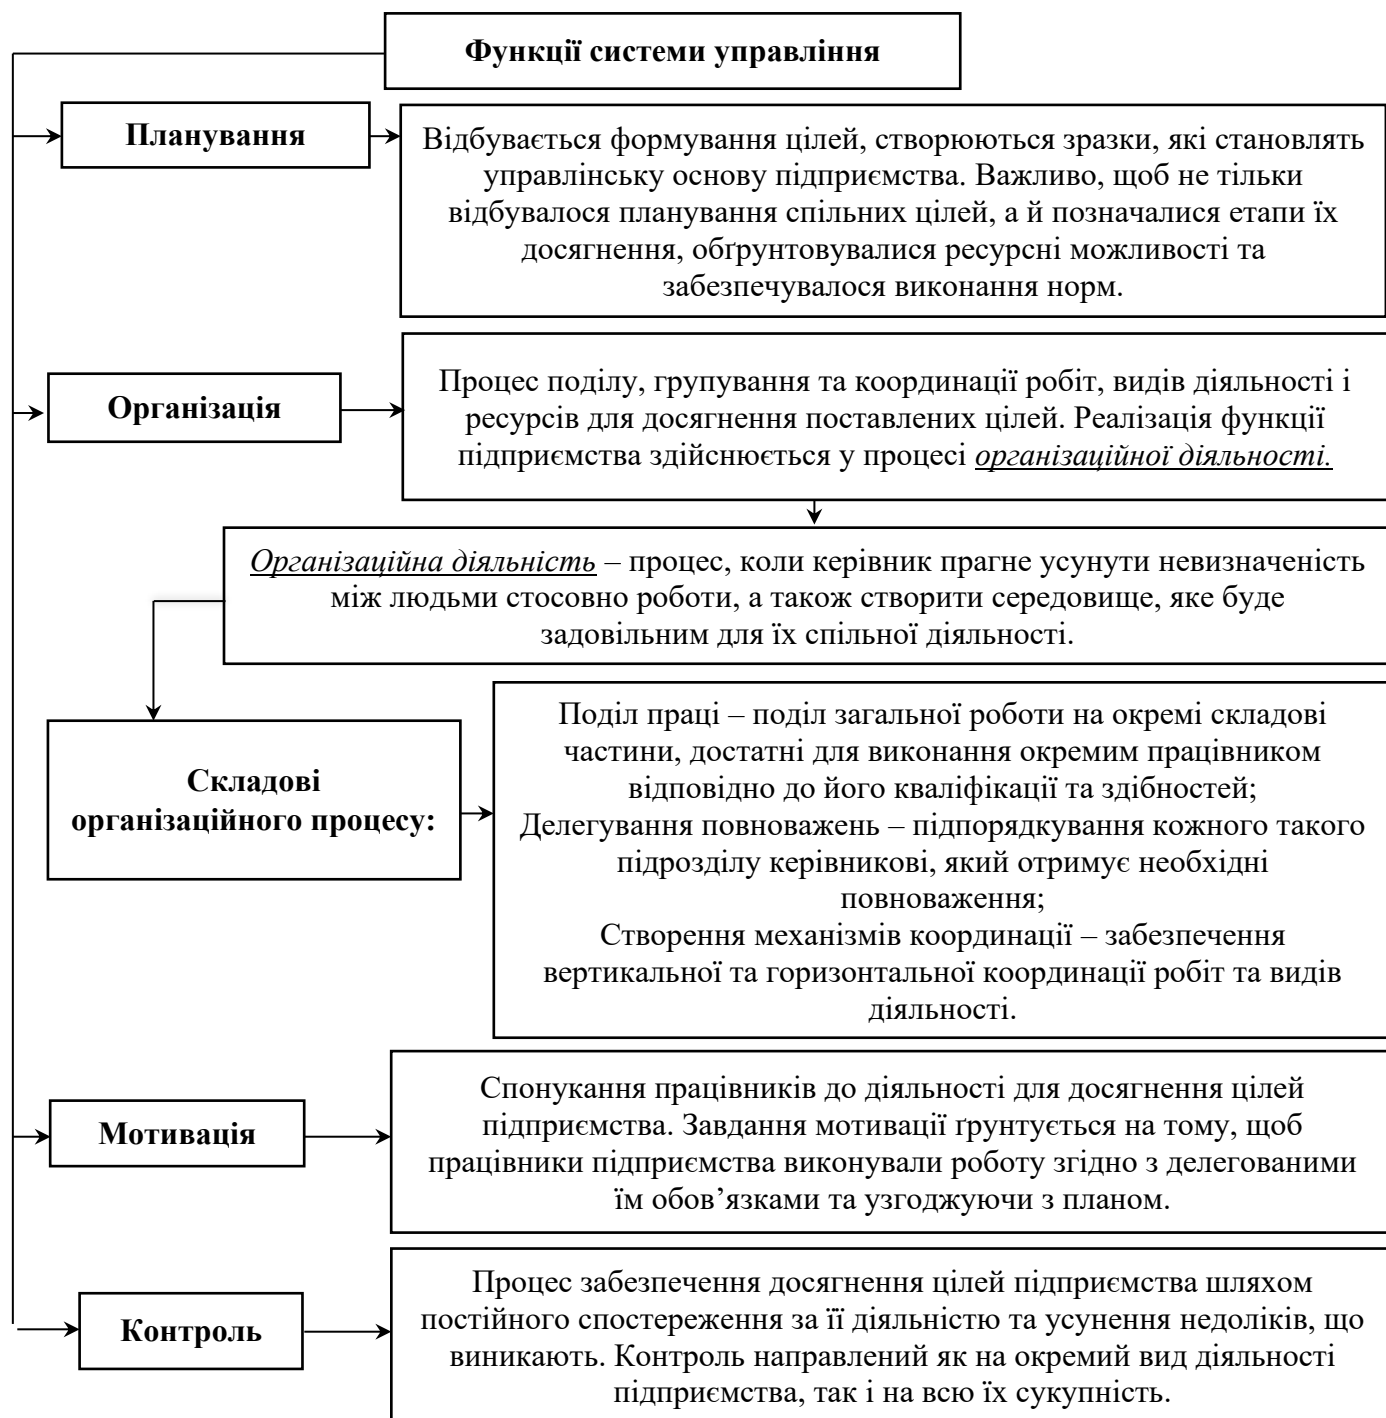 Функції системи управління
Планування
Відбувається формування цілей, створюються зразки, які становлять
управлінську основу підприємства. Важливо, щоб не тільки
відбувалося планування спільних цілей, а й позначалися етапи їх
досягнення, обґрунтовувалися ресурсні можливості та
забезпечувалося виконання норм.
Організація
Процес поділу, групування та координації робіт, видів діяльності і
ресурсів для досягнення поставлених цілей. Реалізація функції
підприємства здійснюється у процесі організаційної діяльності.
Організаційна діяльність – процес, коли керівник прагне усунути невизначеність
між людьми стосовно роботи, а також створити середовище, яке буде
задовільним для їх спільної діяльності.
Складові
організаційного процесу:
Поділ праці – поділ загальної роботи на окремі складові
частини, достатні для виконання окремим працівником
відповідно до його кваліфікації та здібностей;
Делегування повноважень – підпорядкування кожного такого
підрозділу керівникові, який отримує необхідні
повноваження;
Створення механізмів координації – забезпечення
вертикальної та горизонтальної координації робіт та видів
діяльності.
Мотивація
Спонукання працівників до діяльності для досягнення цілей
підприємства. Завдання мотивації ґрунтується на тому, щоб
працівники підприємства виконували роботу згідно з делегованими
їм обов’язками та узгоджуючи з планом.
Контроль
Процес забезпечення досягнення цілей підприємства шляхом
постійного спостереження за її діяльністю та усунення недоліків, що
виникають. Контроль направлений як на окремий вид діяльності
підприємства, так і на всю їх сукупність.